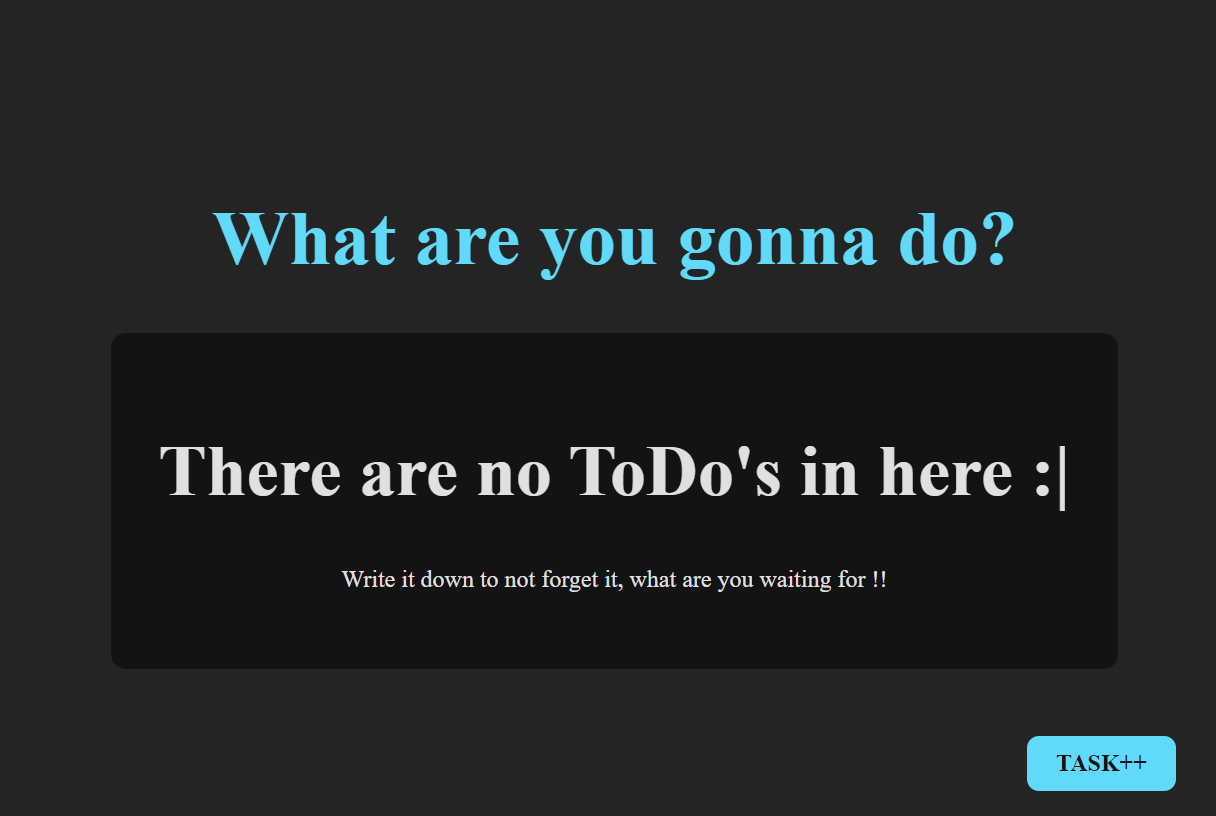 What are you gonna do?
There are no ToDo's in here :|
Write it down to not forget it, what are you waiting for !!
TASK++